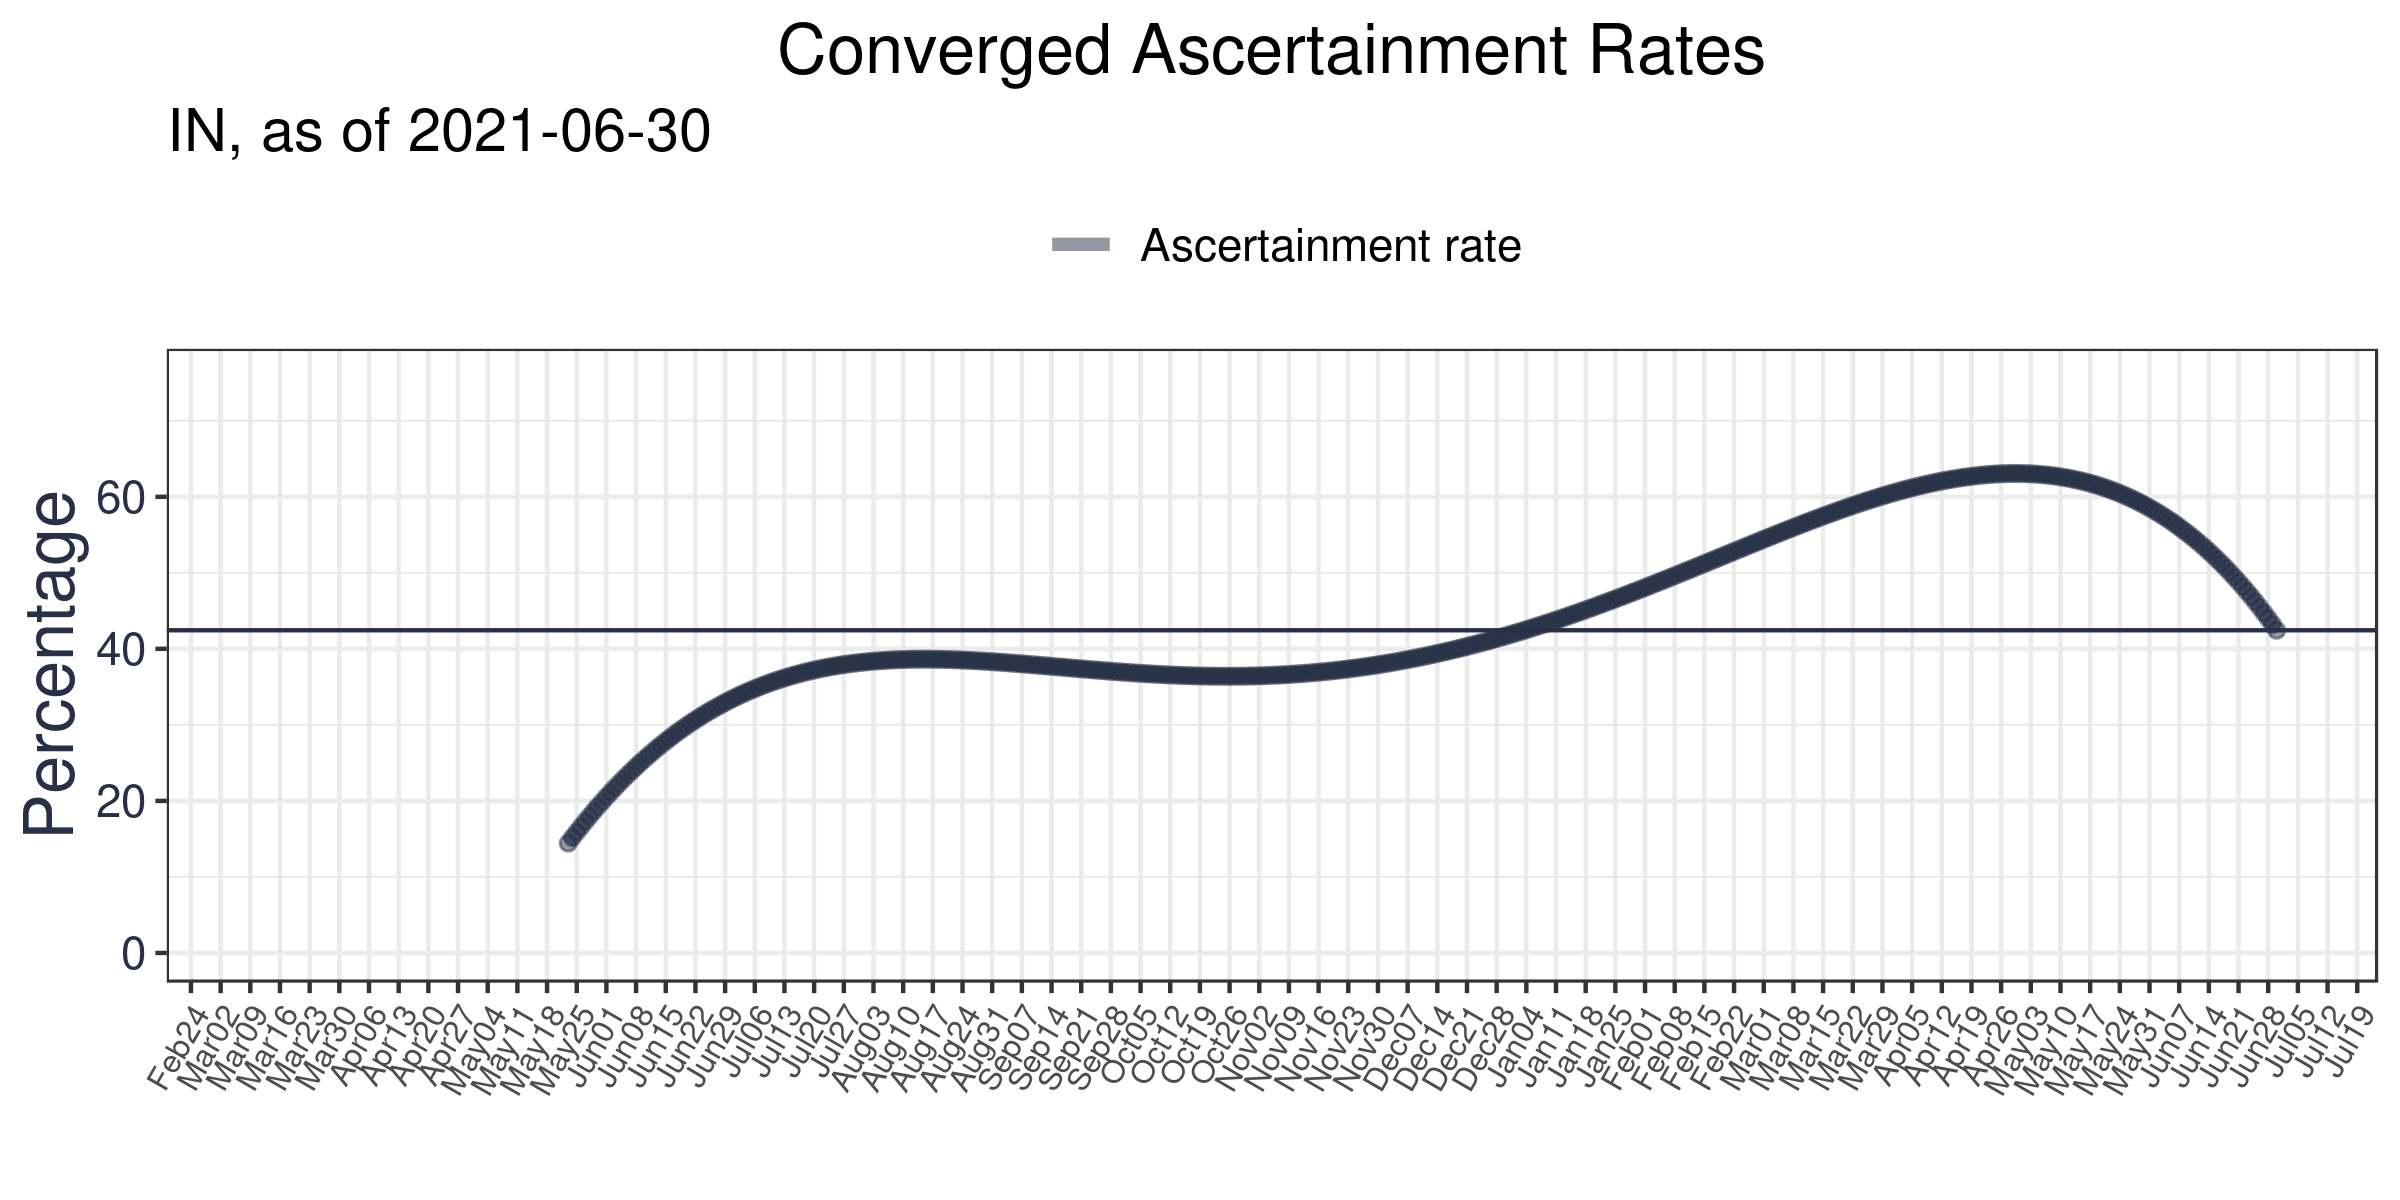 Converged Ascertainment Rates
IN, as of 2021-06-30
Ascertainment rate
Percentage
60
40
20
0
Feb24 Mar02 Mar09 Mar16 Mar23 Mar30 Apr06 Apr13 Apr20 Apr27 May04 May11 May18 May25 Jun01 Jun08 Jun15 Jun22 Jun29 Jul06 Jul13 Jul20 Jul27 Aug03 Aug10 Aug17 Aug24 Aug31 Sep07 Sep14 Sep21 Sep28 Oct05 Oct12 Oct19 Oct26 Nov02 Nov09 Nov16 Nov23 Nov30 Dec07 Dec14 Dec21 Dec28 Jan04 Jan11 Jan18 Jan25 Feb01 Feb08 Feb15 Feb22 Mar01 Mar08 Mar15 Mar22 Mar29 Apr05 Apr12 Apr19 Apr26 May03 May10 May17 May24 May31 Jun07 Jun14 Jun21 Jun28 Jul05 Jul12 Jul19